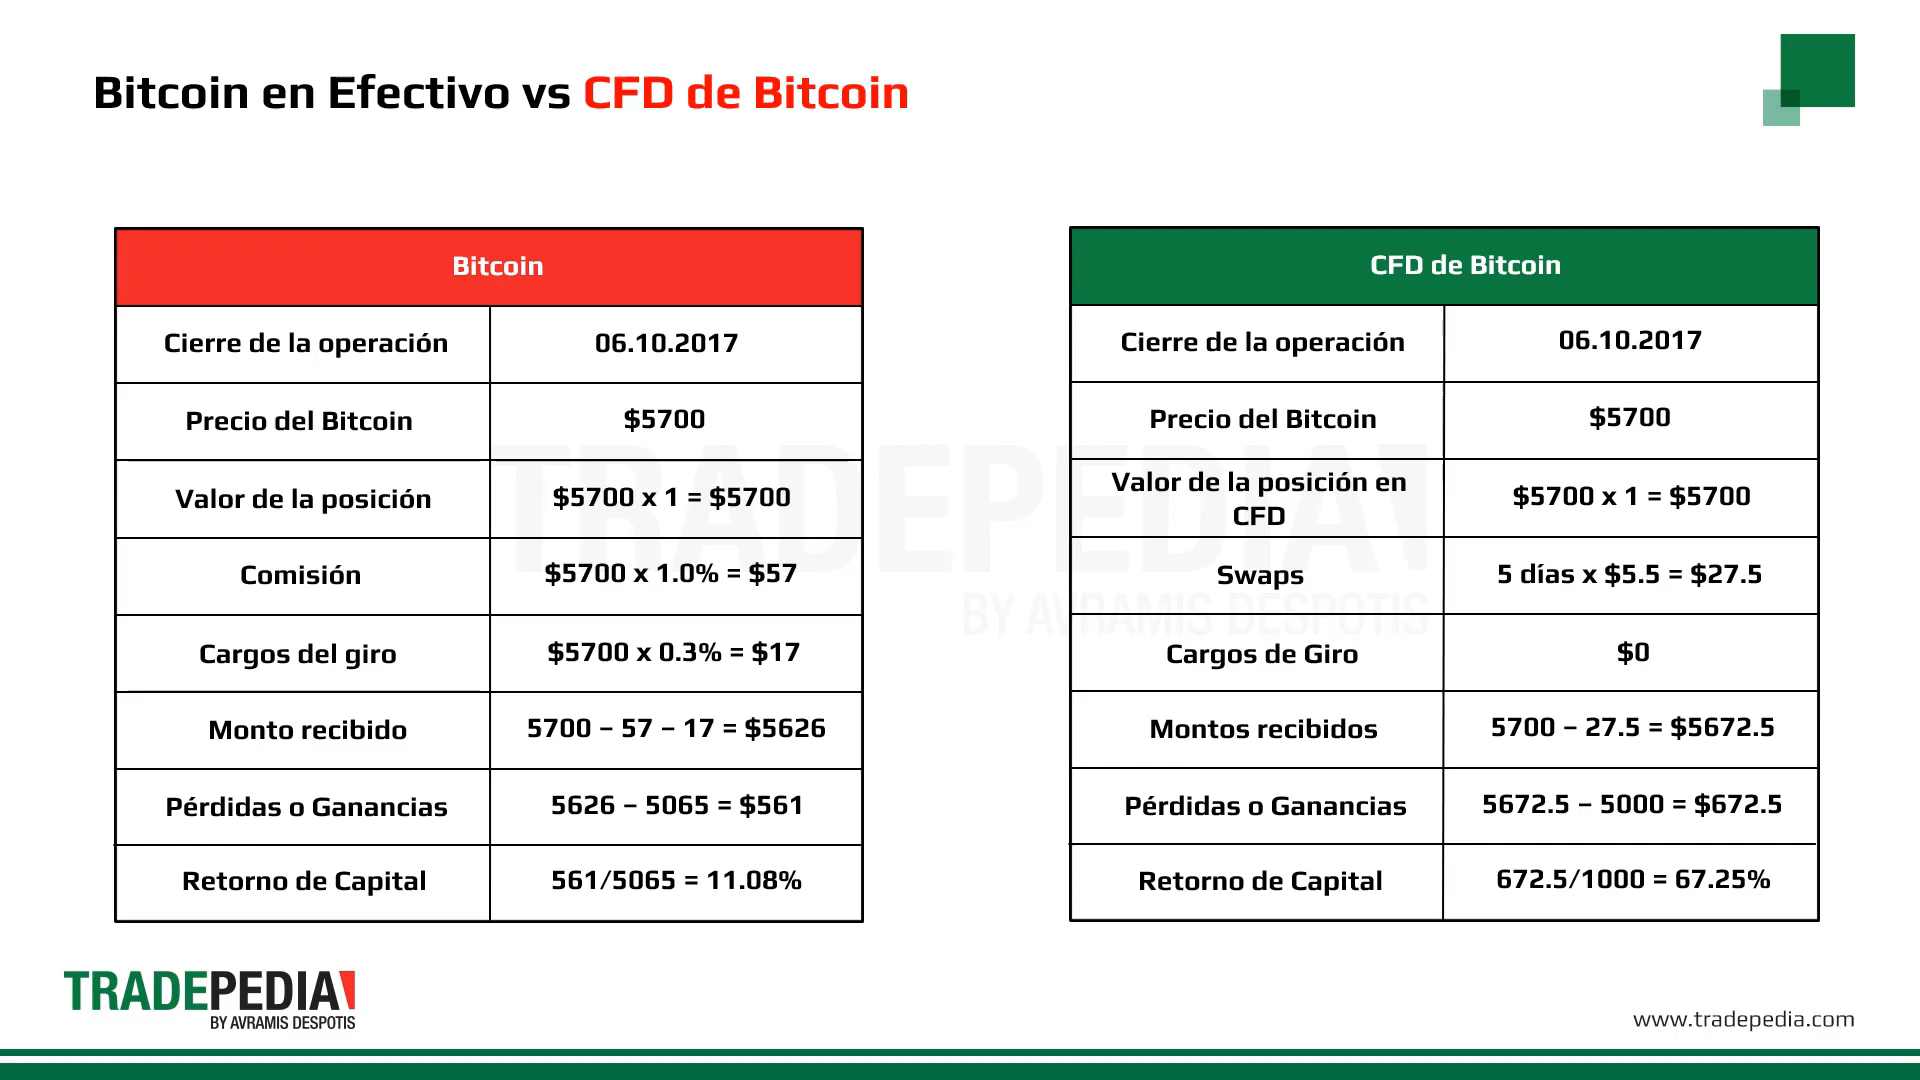 Bitcoin en Efectivo vs CFD de Bitcoin
Bitcoin
Cierre de la operación 06.10.2017
Precio del Bitcoin $5700
Valor de la posición $5700 x 1 = $5700
Comisión $5700 x 1.0% = $57
Cargos del giro $5700 x 0.3% = $17
Monto recibido 5700 – 57 – 17 = $5626
Pérdidas o Ganancias 5626 – 5065 = $561
Retorno de Capital 561/5065 = 11.08%
CFD de Bitcoin
Cierre de la operación 06.10.2017
Precio del Bitcoin $5700
Valor de la posición en
CFD $5700 x 1 = $5700
Swaps 5 días x $5.5 = $27.5
Cargos de Giro $0
Montos recibidos 5700 – 27.5 = $5672.5
Pérdidas o Ganancias 5672.5 – 5000 = $672.5
Retorno de Capital 672.5/1000 = 67.25%
TRADEPEDIA
BY AVRAMIS DESPOTIS
TRADEPEDIA
BY AVRAMIS DESPOTIS
www.tradepedia.com